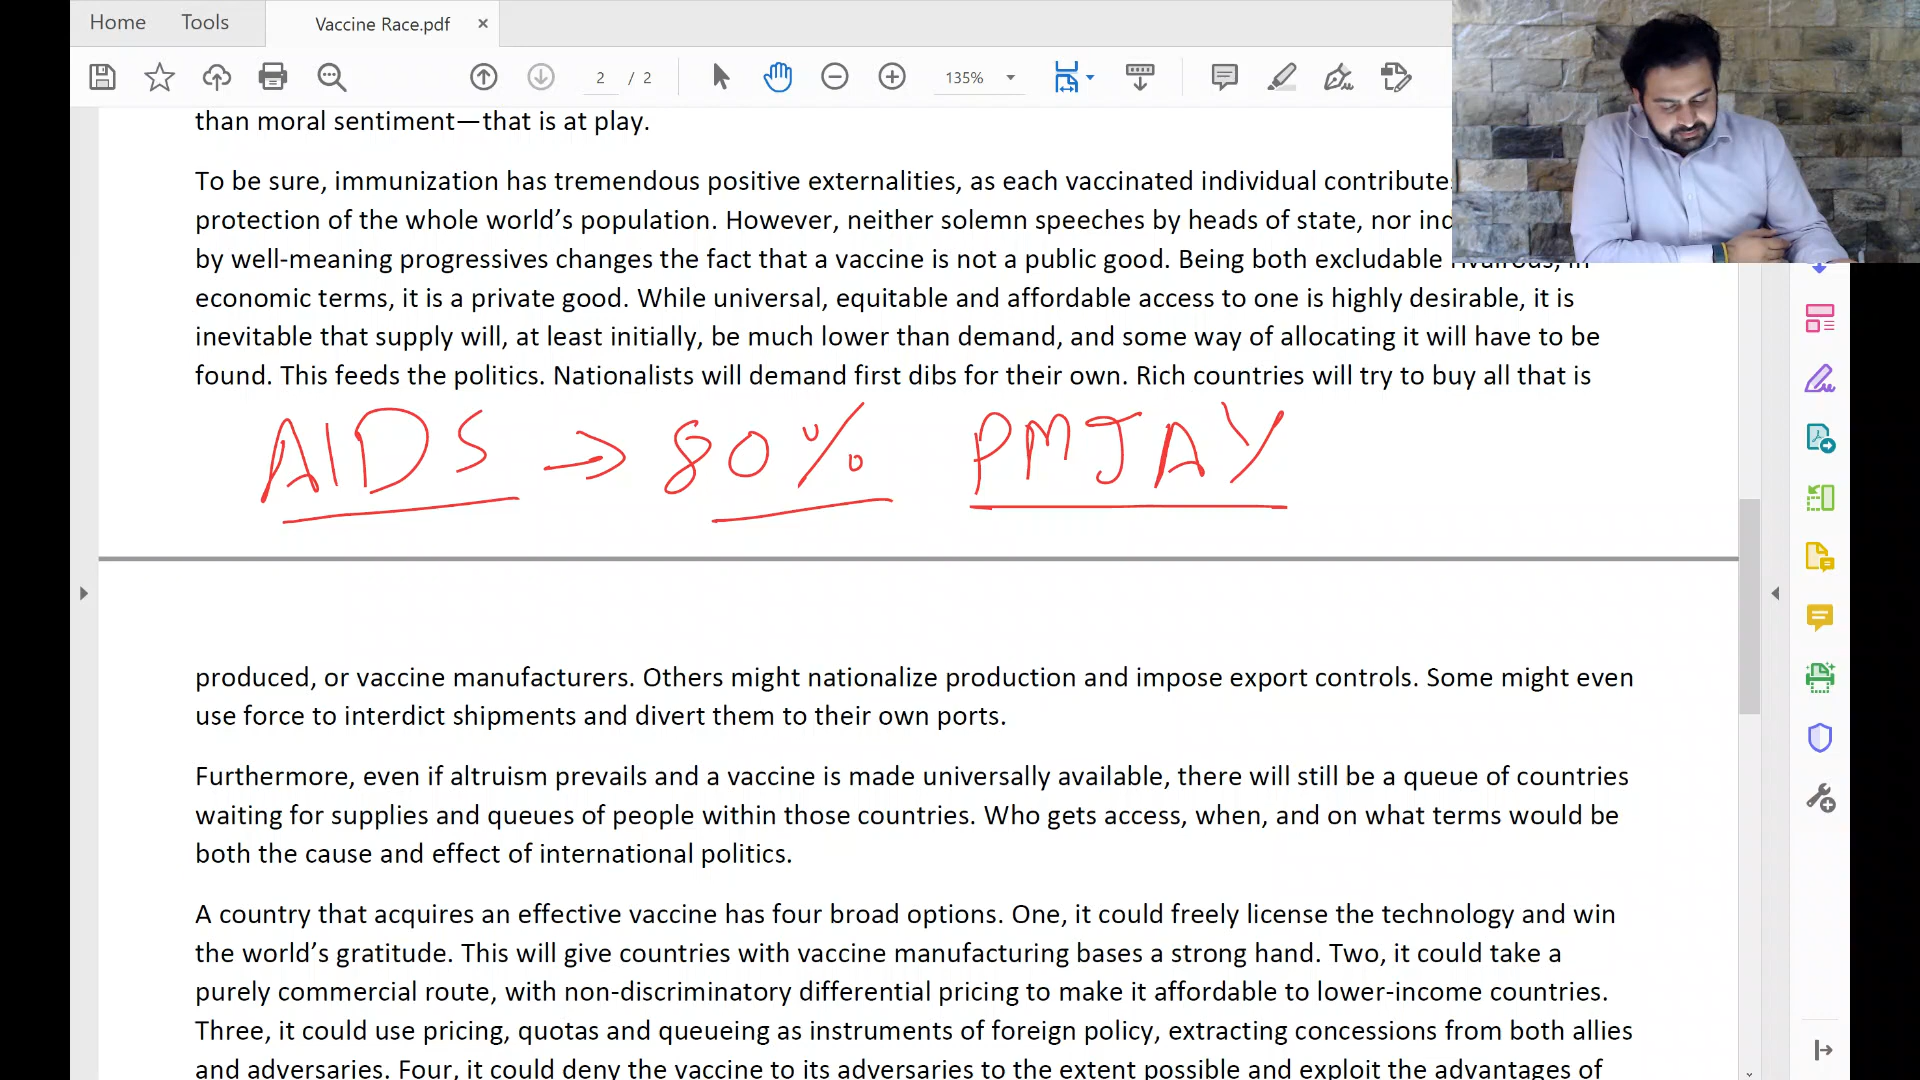 Home Tools Vaccine Race.pdf ×
2 / 2 135%
than moral sentiment—that is at play.
To be sure, immunization has tremendous positive externalities, as each vaccinated individual
protection of the whole world's population. However, neither solemn speeches by heads of state, nor
by well-meaning progressives changes the fact that a vaccine is not a public good. Being both excludable rivalrous, in
economic terms, it is a private good. While universal, equitable and affordable access to one is highly desirable, it is
inevitable that supply will, at least initially, be much lower than demand, and some way of allocating it will have to be
found. This feeds the politics. Nationalists will demand first dibs for their own. Rich countries will try to buy all that is
AIDS → 80% PMJAY
produced, or vaccine manufacturers. Others might nationalize production and impose export controls. Some might even
use force to interdict shipments and divert them to their own ports.
Furthermore, even if altruism prevails and a vaccine is made universally available, there will still be a queue of countries
waiting for supplies and queues of people within those countries. Who gets access, when, and on what terms would be
both the cause and effect of international politics.
A country that acquires an effective vaccine has four broad options. One, it could freely license the technology and win
the world's gratitude. This will give countries with vaccine manufacturing bases a strong hand. Two, it could take a
purely commercial route, with non-discriminatory differential pricing to make it affordable to lower-income countries.
Three, it could use pricing, quotas and queueing as instruments of foreign policy, extracting concessions from both allies
and adversaries. Four, it could deny the vaccine to its adversaries to the extent possible and exploit the advantages of